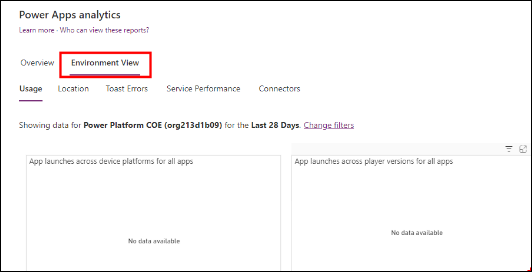 Power Apps analytics
Learn more - Who can view these reports?
Overview Environment View
Usage Location Toast Errors Service Performance Connectors
Showing data for Power Platform COE (org213d1b09) for the Last 28 Days. Change filters
App launches across device platforms for all apps
No data available
App launches across player versions for all apps
No data available